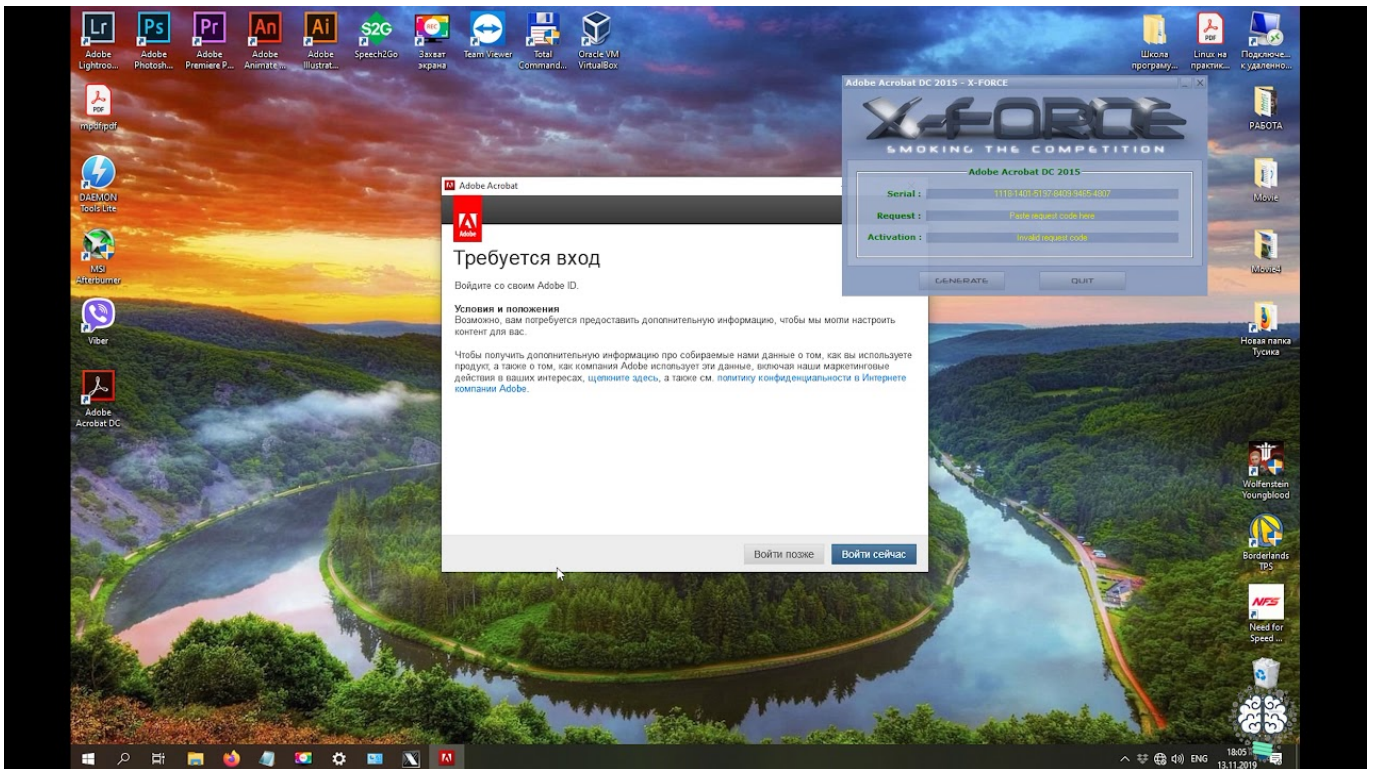 Adobe Lightroo...
Adobe Photosh...
Adobe Premiere P...
Adobe Animate ...
Adobe Illustrat...
Speech2Go
Захват экрана
Team Viewer
Total Command...
Oracle VM VirtualBox
Школа програму...
Linux на практик...
Подключе... к удаленно...
mpdf.pdf
DAEMON Tools Lite
MSI Afterburner
Viber
Adobe Acrobat DC
Adobe Acrobat DC 2015 - X-FORCE
X-FORCE
SMOKING THE COMPETITION
Adobe Acrobat DC 2015
Serial :
Request : Paste request code here
Activation : Invalid request code
GENERATE QUIT
Adobe Acrobat
Adobe
Требуется вход
Войдите со своим Adobe ID.
Условия и положения
Возможно, вам потребуется предоставить дополнительную информацию, чтобы мы могли настроить
контент для вас.
Чтобы получить дополнительную информацию про собираемые нами данные о том, как вы используете
продукт, а также о том, как компания Adobe использует эти данные, включая наши маркетинговые
действия в ваших интересах, щелкните здесь, а также см. политику конфиденциальности в Интернете
компании Adobe.
Войти позже Войти сейчас
РАБОТА
Movie
Movie4
Новая папка Тусика
Wolfenstein Youngblood
Borderlands TPS
NFS
Need for Speed ...
ENG
18:05
13.11.2019